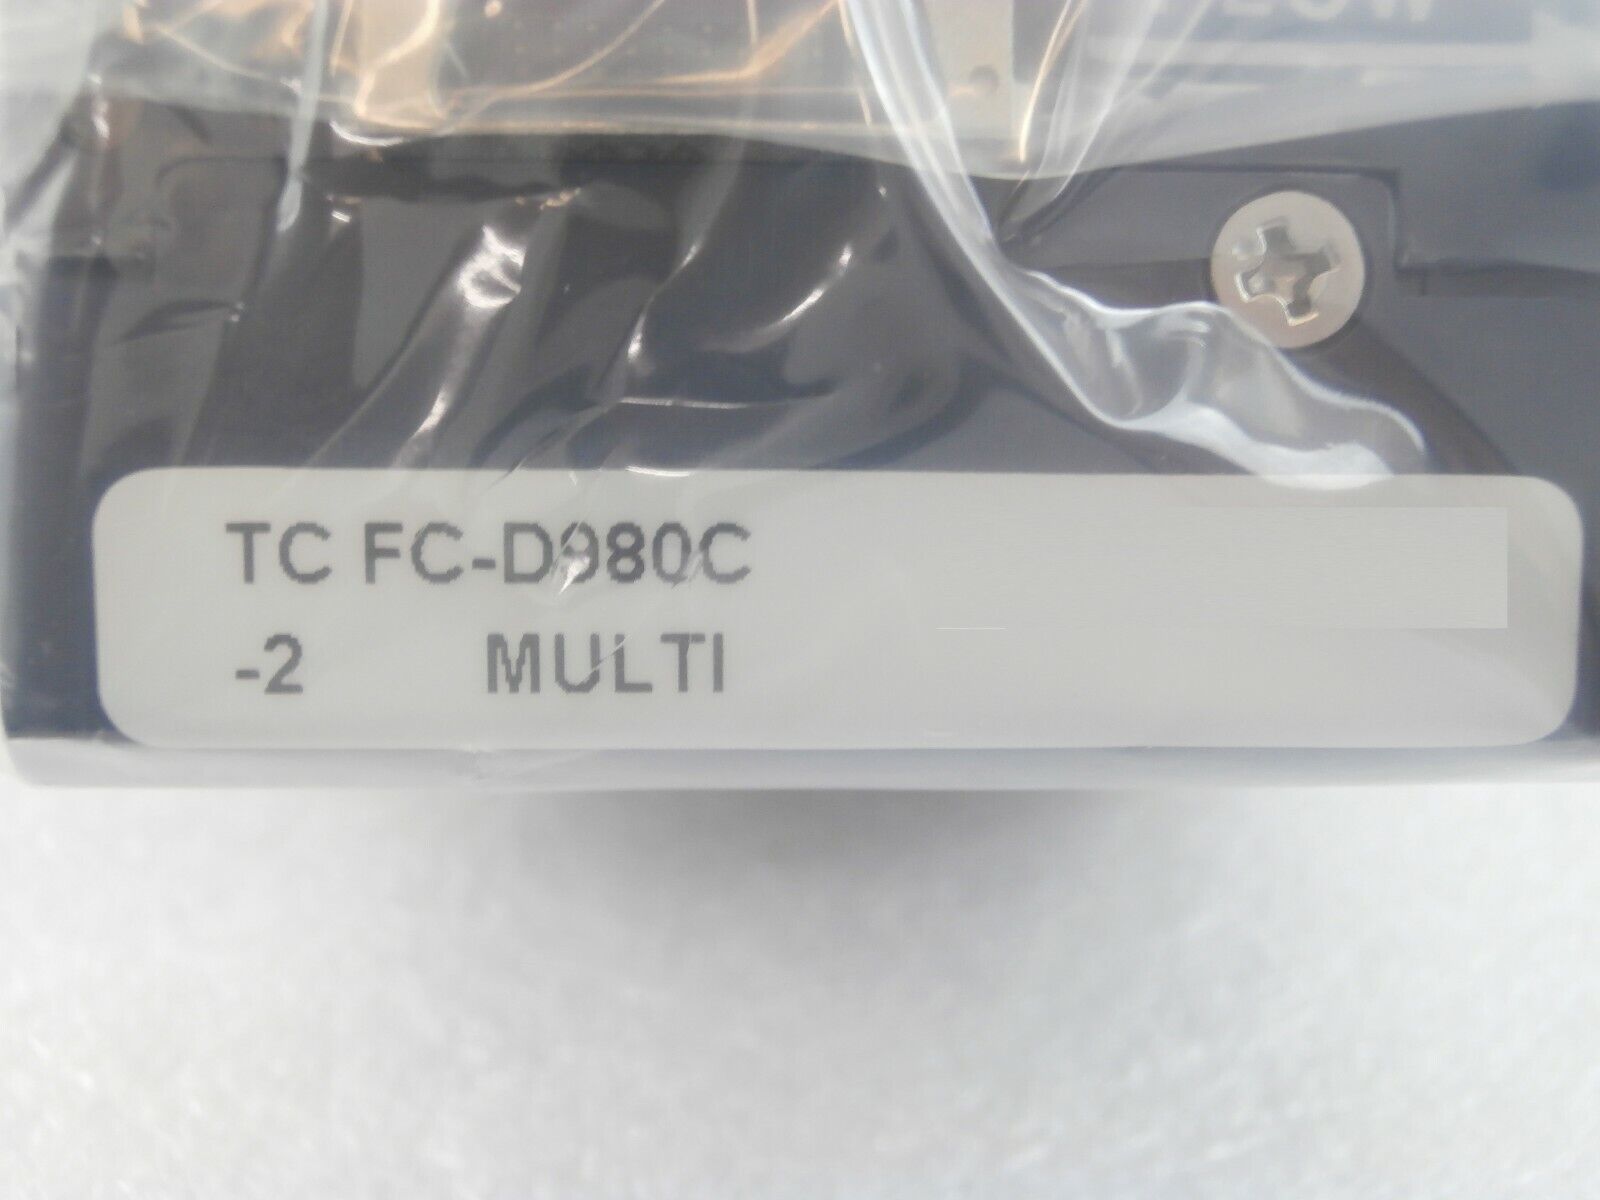 TC FC-D980C
-2 MULTI